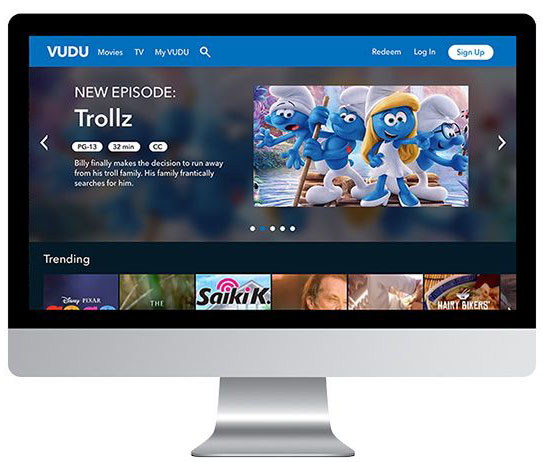 VUDU Movies TV My VUDU Redeem Log In Sign Up
NEW EPISODE:
Trollz
PG-13 32 min CC
Billy finally makes the decision to run away
from his troll family. His family frantically
searches for him.
Trending
Disney PIXAR
THE
Saiki K.
HAIRY BIKERS'